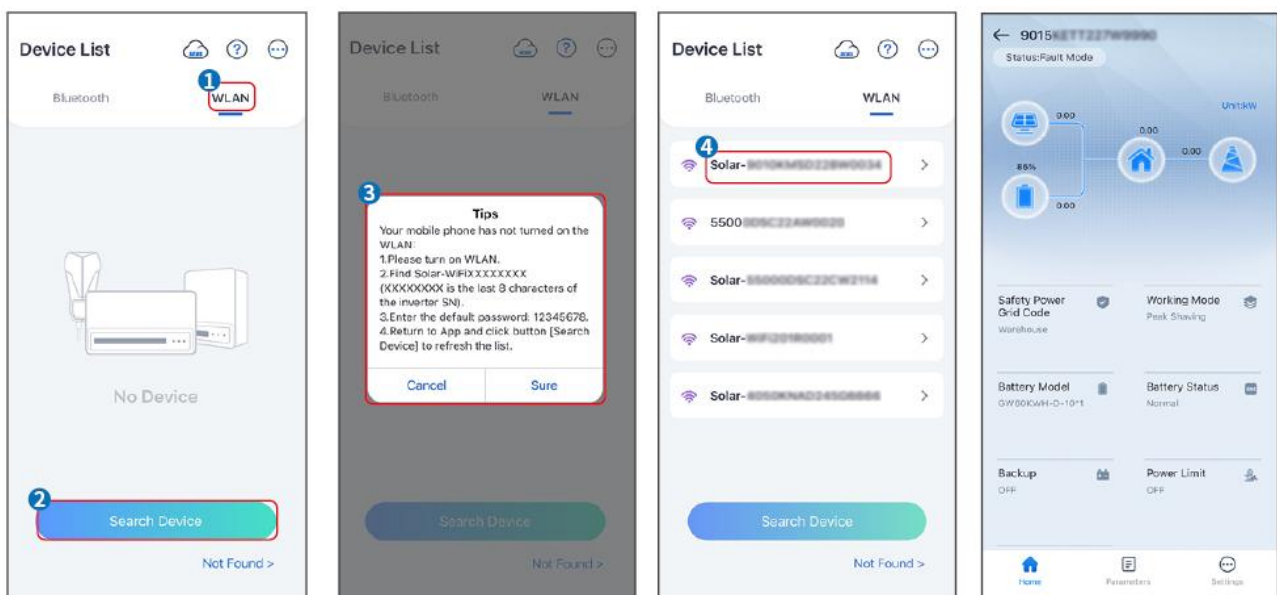 Device List
Bluetooth
1
WLAN
No Device
2
Search Device
Not Found >
Device List
Bluetooth
WLAN
3
Tips
Your mobile phone has not turned on the
WLAN:
1.Please turn on WLAN.
2.Find Solar-WiFiXXXXXXXX
(XXXXXXXX is the last 8 characters of
the inverter SN).
3.Enter the default password: 12345678.
4.Return to App and click button [Search
Device] to refresh the list.
Cancel Sure
Search Device
Not Found >
Device List
Bluetooth
WLAN
4
Solar-
5500
Solar-
Solar-
Solar-
Search Device
Not Found >
9015
Status:Fault Mode
Unit:kW
0.00
0.00
0.00
86%
0.00
Safety Power
Grid Code
Warehouse
Working Mode
Peak Shaving
Battery Model
GW60KWH-D-10*1
Battery Status
Normal
Backup
OFF
Power Limit
OFF
Home Parameters Settings